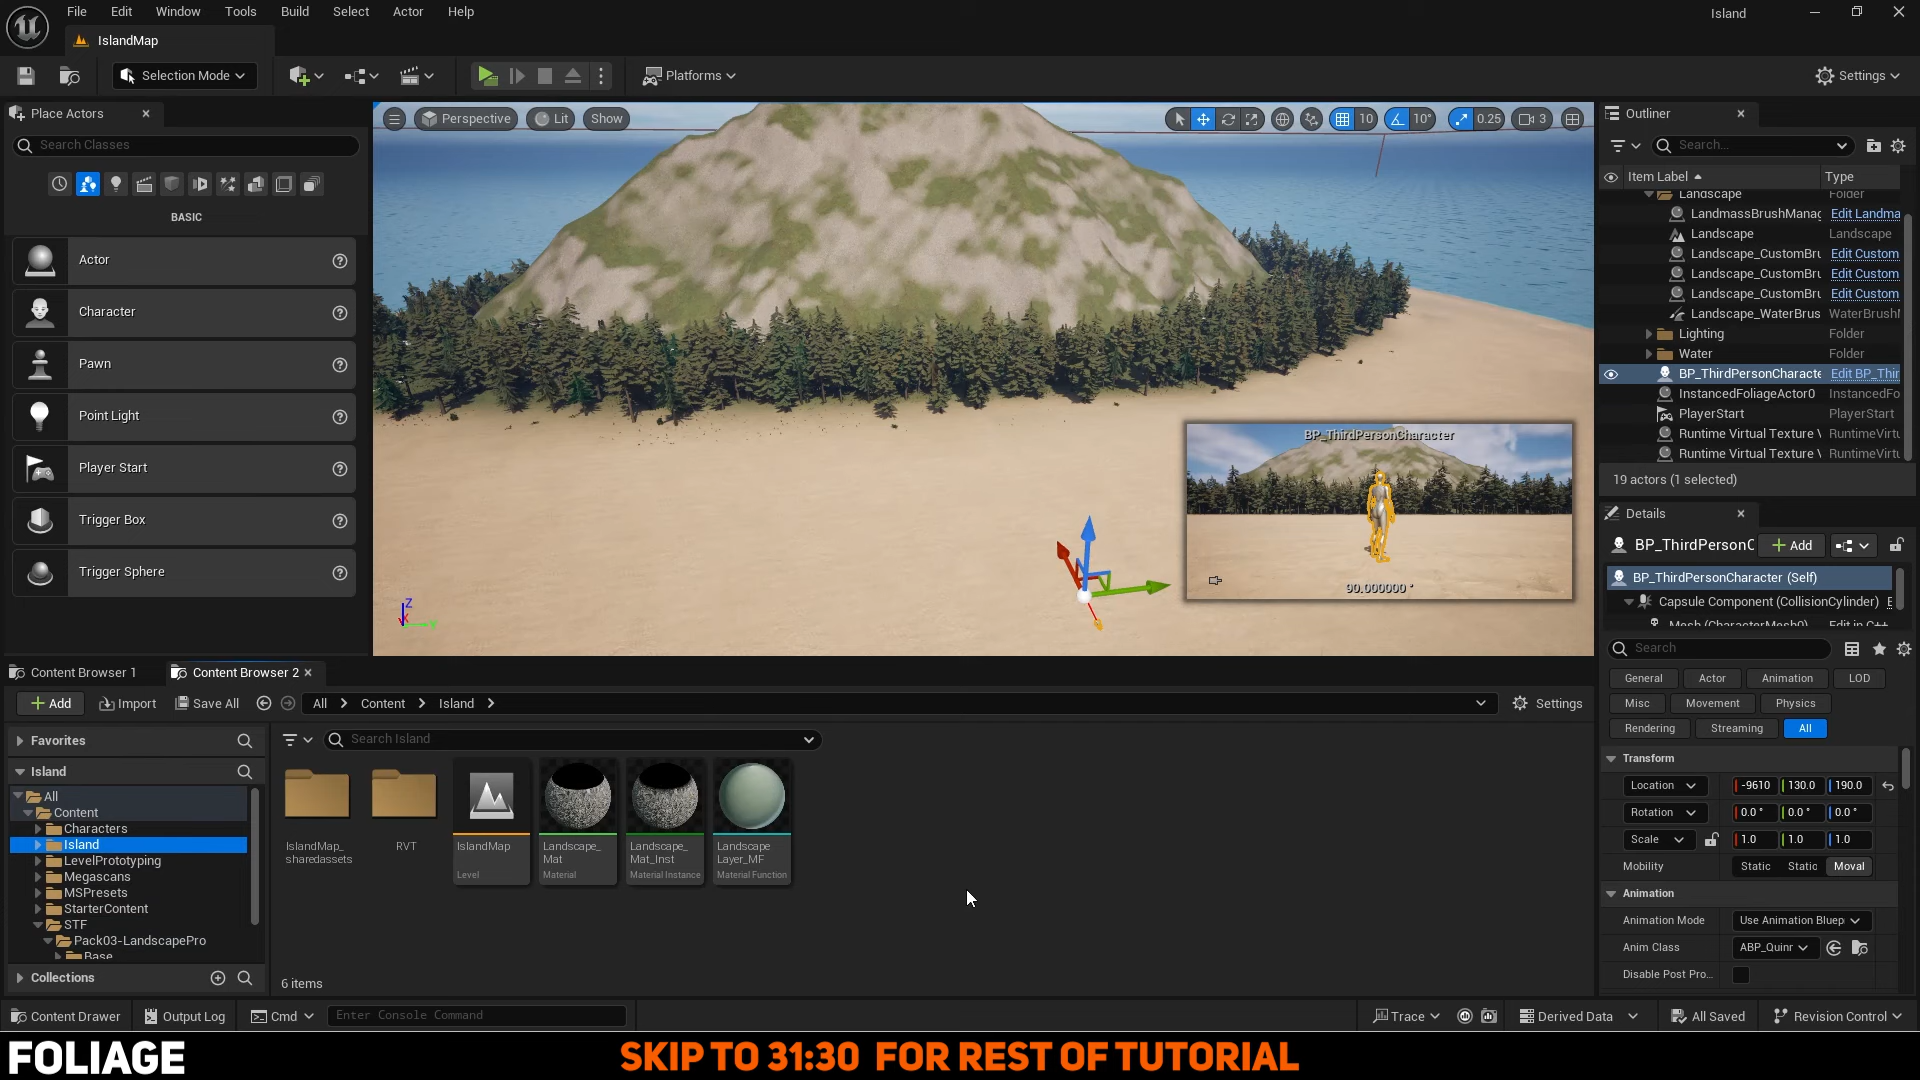 File Edit Window Tools Build Select Actor Help
Island
IslandMap
Selection Mode
Platforms
Settings
Place Actors
Search Classes
BASIC
Actor
Character
Pawn
Point Light
Player Start
Trigger Box
Trigger Sphere
Perspective Lit Show
10 10° 0.25 3
BP_ThirdPersonCharacter
90.000000 °
Z
Y
Outliner
Search...
Item Label Type
Landscape Folder
LandmassBrushManag Edit Landma
Landscape Landscape
Landscape_CustomBru Edit Custom
Landscape_CustomBru Edit Custom
Landscape_CustomBru Edit Custom
Landscape_WaterBrus WaterBrushM
Lighting Folder
Water Folder
BP_ThirdPersonCharacte Edit BP_Thir
InstancedFoliageActor0 InstancedFo
PlayerStart PlayerStart
Runtime Virtual Texture V RuntimeVirtu
Runtime Virtual Texture V RuntimeVirtu
19 actors (1 selected)
Details
BP_ThirdPersonC Add
BP_ThirdPersonCharacter (Self)
Capsule Component (CollisionCylinder) E
Mesh (CharacterMesh0) Edit in C++
Search
General Actor Animation LOD
Misc Movement Physics
Rendering Streaming All
Transform
Location -9610 130.0 190.0
Rotation 0.0 ° 0.0 ° 0.0 °
Scale 1.0 1.0 1.0
Mobility Static Static Moval
Animation
Animation Mode Use Animation Bluep
Anim Class ABP_Quinn
Disable Post Pro...
Content Browser 1 Content Browser 2
Add Import Save All All Content Island Settings
Favorites
Search Island
Island
All
Content
Characters
Island
LevelPrototyping
Megascans
MSPresets
StarterContent
STF
Pack03-LandscapePro
Base
Collections
IslandMap_
sharedassets
RVT
IslandMap
Level
Landscape_
Mat
Material
Landscape_
Mat_Inst
Material Instance
Landscape
Layer_MF
Material Function
6 items
Content Drawer Output Log Cmd Enter Console Command Trace Derived Data All Saved Revision Control
FOLIAGE
SKIP TO 31:30 FOR REST OF TUTORIAL